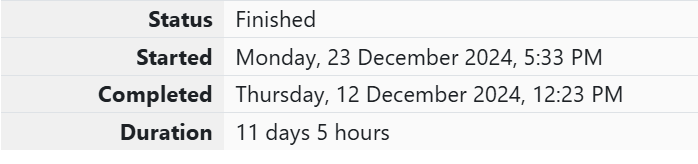 Status Finished
Started Monday, 23 December 2024, 5:33 PM
Completed Thursday, 12 December 2024, 12:23 PM
Duration 11 days 5 hours